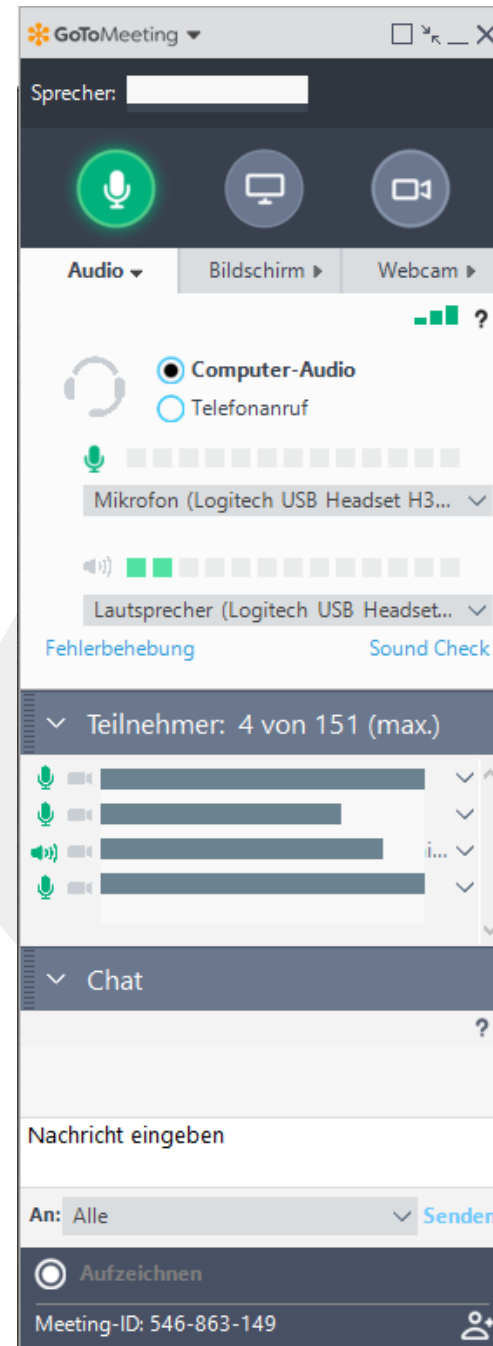 GoToMeeting
Sprecher:
Audio Bildschirm Webcam
?
Computer-Audio
Telefonanruf
Mikrofon (Logitech USB Headset H3...
Lautsprecher (Logitech USB Headset...
Fehlerbehebung Sound Check
Teilnehmer: 4 von 151 (max.)
i...
Chat
?
Nachricht eingeben
An: Alle Senden
Aufzeichnen
Meeting-ID: 546-863-149